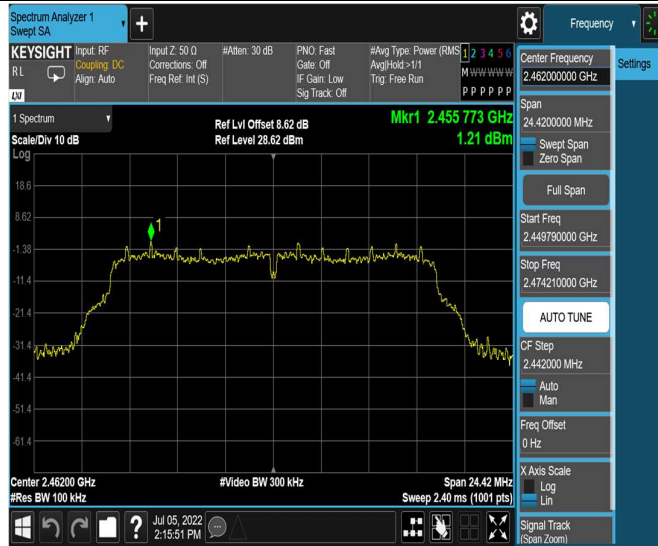 Spectrum Analyzer 1
Swept SA
+
Frequency
KEYSIGHT
RL
LXI
Input: RF
Coupling: DC
Align: Auto
Input Z: 50 Ω
Corrections: Off
Freq Ref: Int (S)
#Atten: 30 dB
PNO: Fast
Gate: Off
IF Gain: Low
Sig Track: Off
#Avg Type: Power (RMS
Avg|Hold:>1/1
Trig: Free Run
1 2 3 4 5 6
M W W W W W
P P P P P P
1 Spectrum
Scale/Div 10 dB
Log
Ref Lvl Offset 8.62 dB
Ref Level 28.62 dBm
Mkr1 2.455 773 GHz
1.21 dBm
18.6
8.62
-1.38
-11.4
-21.4
-31.4
-41.4
-51.4
-61.4
1
Center 2.46200 GHz
#Res BW 100 kHz
#Video BW 300 kHz
Span 24.42 MHz
Sweep 2.40 ms (1001 pts)
Center Frequency
2.462000000 GHz
Settings
Span
24.4200000 MHz
Swept Span
Zero Span
Full Span
Start Freq
2.449790000 GHz
Stop Freq
2.474210000 GHz
AUTO TUNE
CF Step
2.442000 MHz
Auto
Man
Freq Offset
0 Hz
X Axis Scale
Log
Lin
Signal Track
(Span Zoom)
?
Jul 05, 2022
2:15:51 PM